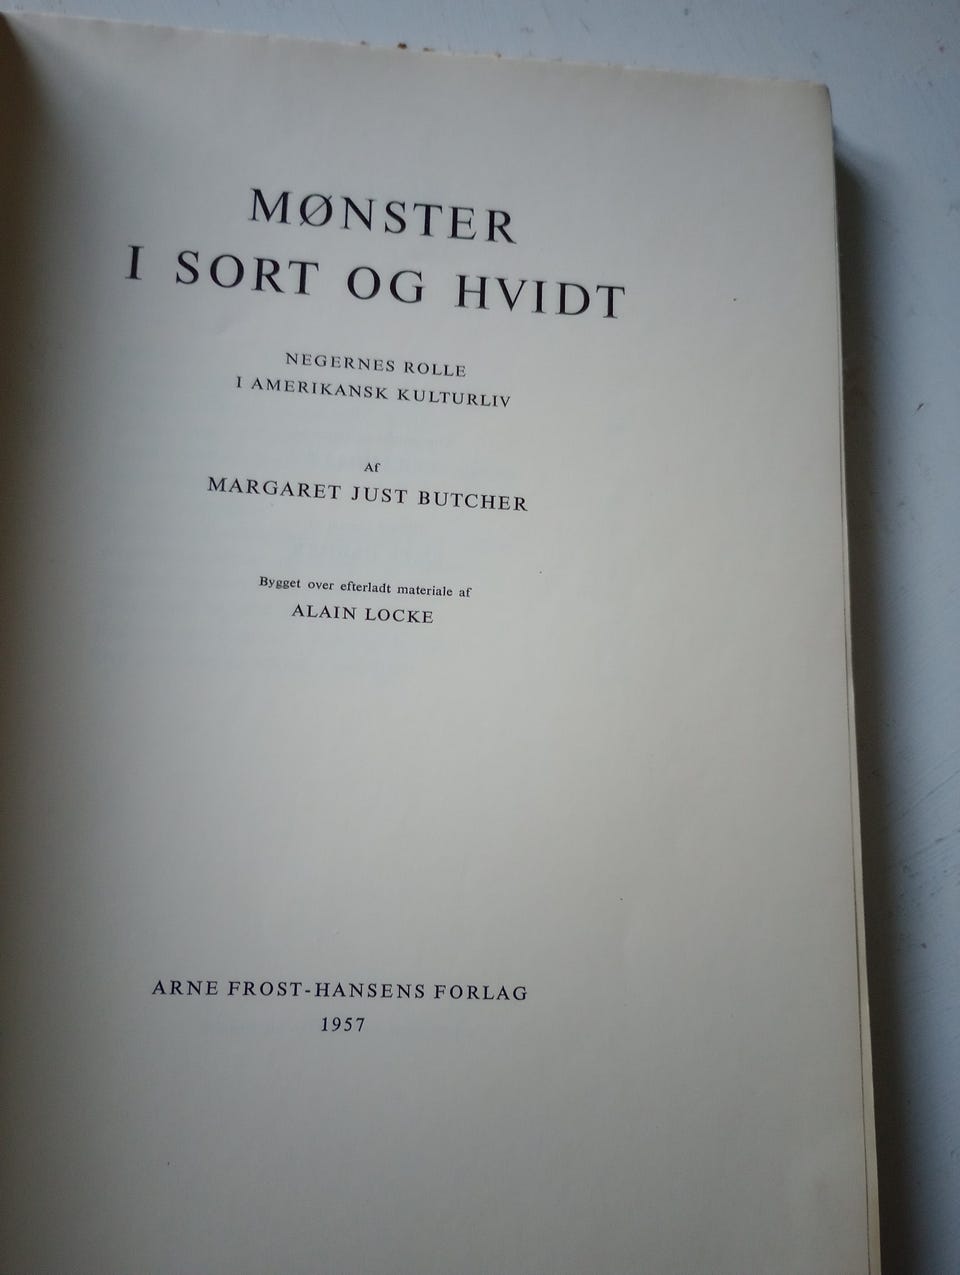 MØNSTER
I SORT OG HVIDT
NEGERNES ROLLE
I AMERIKANSK KULTURLIV
Af
MARGARET JUST BUTCHER
Bygget over efterladt materiale af
ALAIN LOCKE
ARNE FROST-HANSENS FORLAG
1957